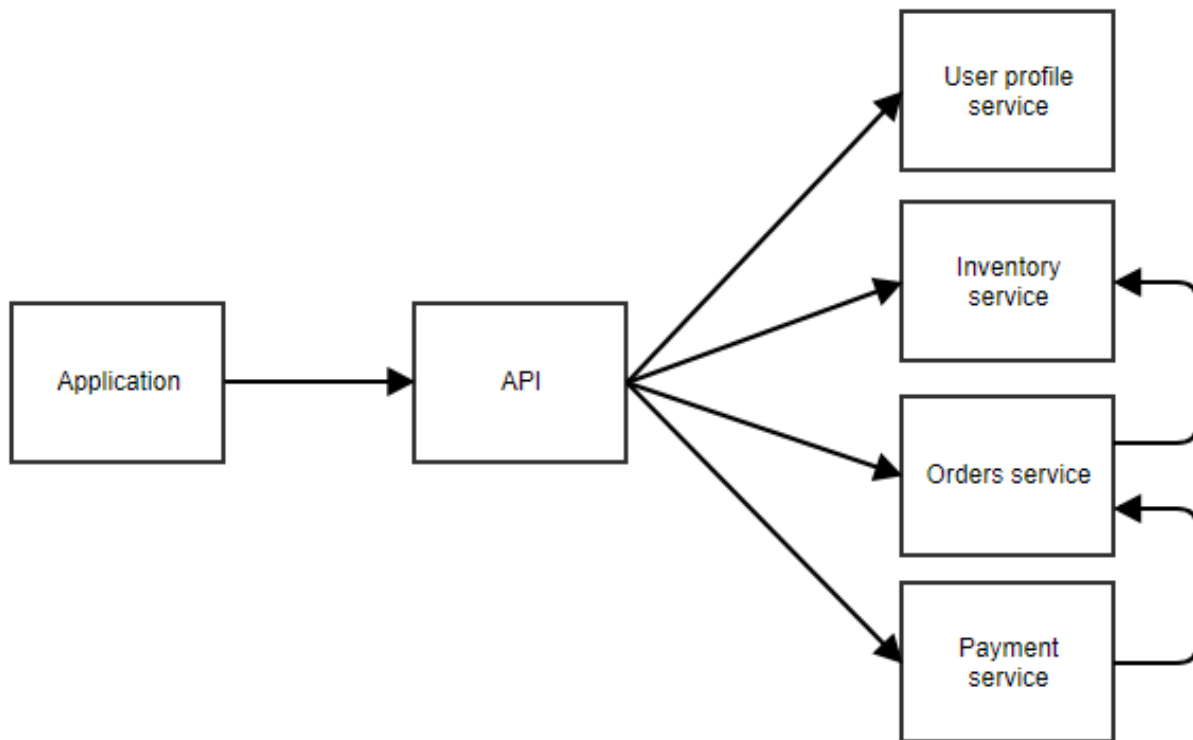 User profile
service
Inventory
service
Application
API
Orders service
Payment
service